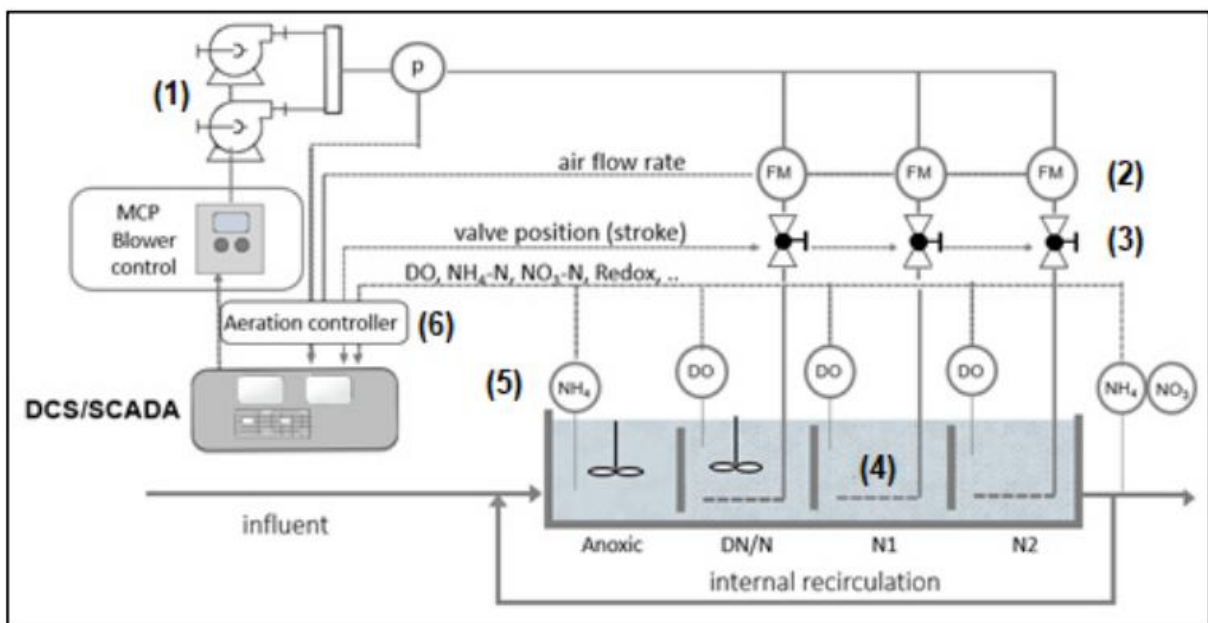 (1)
p
air flow rate
FM
FM
FM
(2)
MCP
Blower
control
valve position (stroke)
(3)
DO, NH₄-N, NO₃-N, Redox, ..
Aeration controller
(6)
(5)
NH₄
DO
DO
DO
NH₄
NO₃
DCS/SCADA
(4)
influent
Anoxic
DN/N
N1
N2
internal recirculation